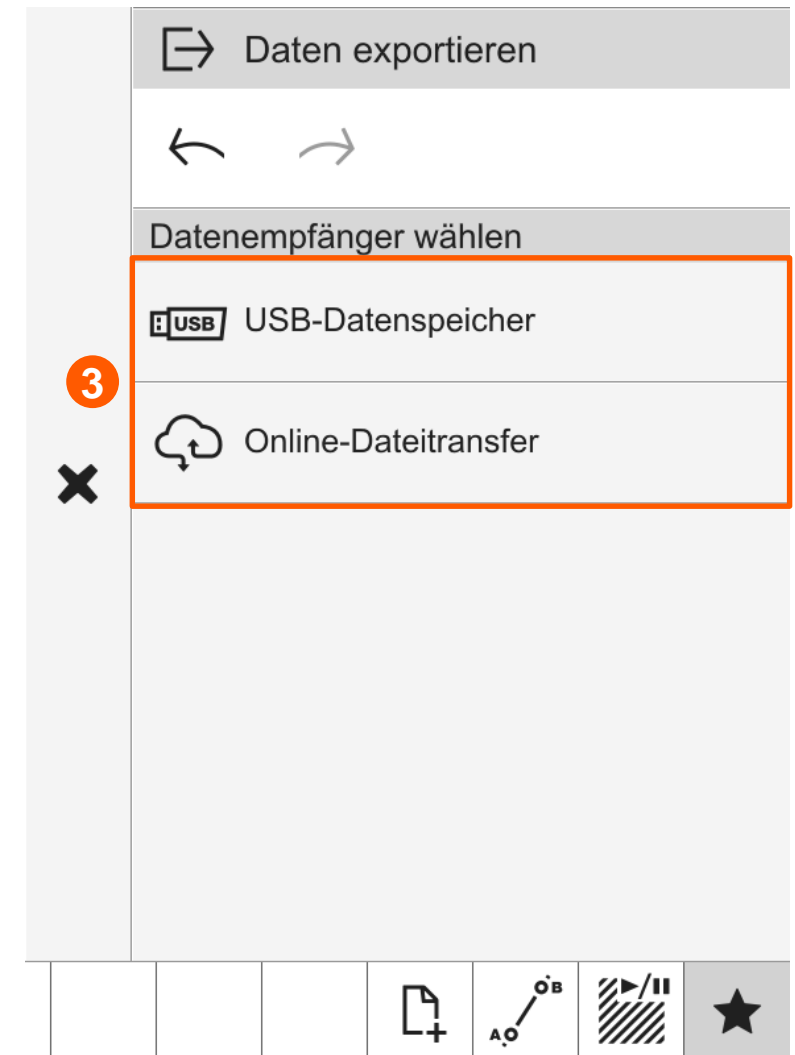 Daten exportieren
Datenempfänger wählen
USB USB-Datenspeicher
3
Online-Dateitransfer
A B